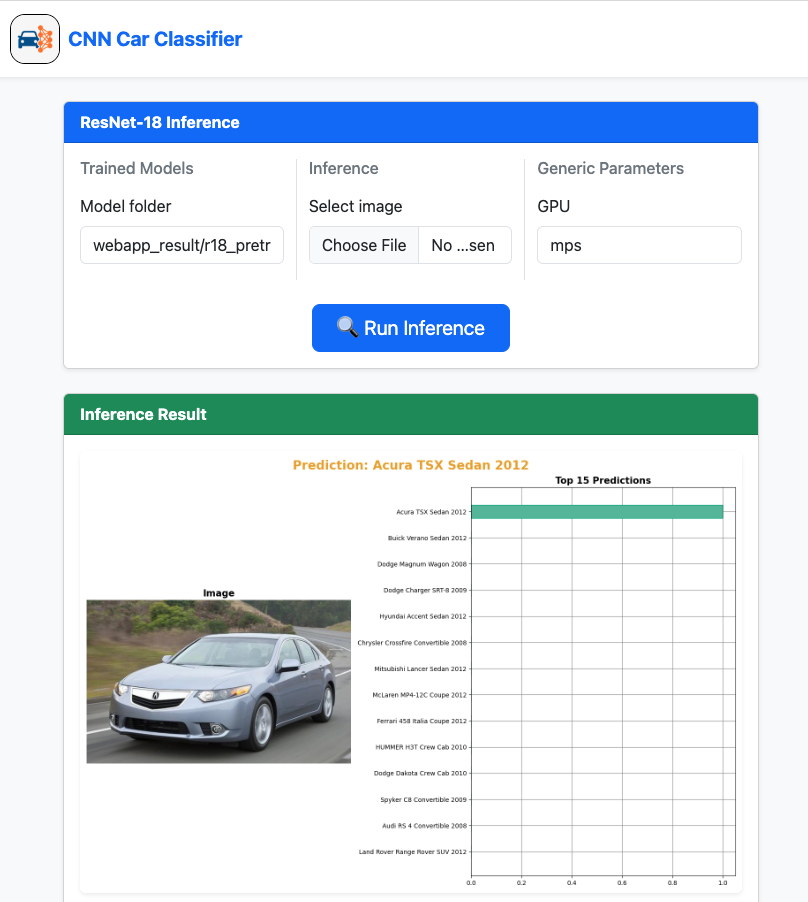 CNN Car Classifier
ResNet-18 Inference
Trained Models
Model folder
webapp_result/r18_pretr
Inference
Select image
Choose File No ...sen
Generic Parameters
GPU
mps
Run Inference
Inference Result
Prediction: Acura TSX Sedan 2012
Image
Top 15 Predictions
Acura TSX Sedan 2012
Buick Verano Sedan 2012
Dodge Magnum Wagon 2008
Dodge Charger SRT-8 2009
Hyundai Accent Sedan 2012
Chrysler Crossfire Convertible 2008
Mitsubishi Lancer Sedan 2012
McLaren MP4-12C Coupe 2012
Ferrari 458 Italia Coupe 2012
HUMMER H3T Crew Cab 2010
Dodge Dakota Crew Cab 2010
Spyker C8 Convertible 2009
Audi RS 4 Convertible 2008
Land Rover Range Rover SUV 2012
0.0 0.2 0.4 0.6 0.8 1.0